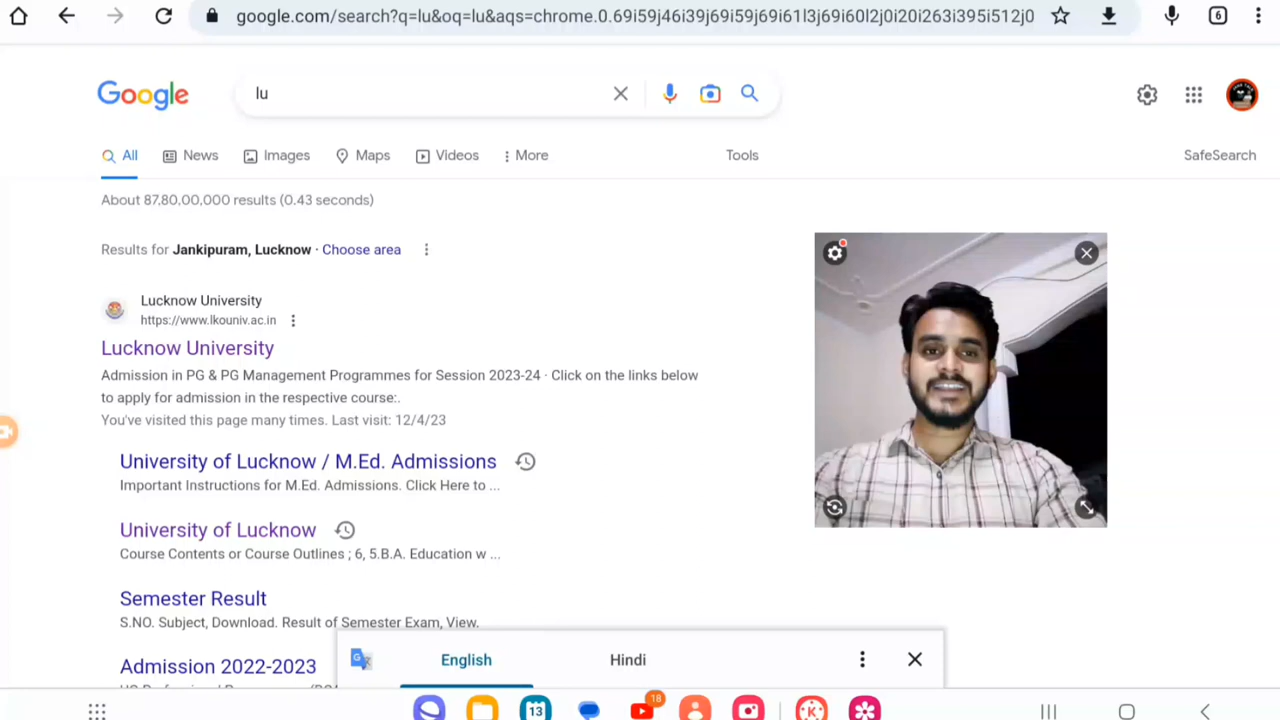 google.com/search?q=lu&oq=lu&aqs=chrome.0.69i59j46i39j69i59j69i61l3j69i60l2j0i20i263i395i512j0
6
Google
lu
All
News
Images
Maps
Videos
More
Tools
SafeSearch
About 87,80,00,000 results (0.43 seconds)
Results for Jankipuram, Lucknow · Choose area
Lucknow University
https://www.lkouniv.ac.in
Lucknow University
Admission in PG & PG Management Programmes for Session 2023-24 · Click on the links below
to apply for admission in the respective course:.
You've visited this page many times. Last visit: 12/4/23
University of Lucknow / M.Ed. Admissions
Important Instructions for M.Ed. Admissions. Click Here to ...
University of Lucknow
Course Contents or Course Outlines ; 6, 5.B.A. Education w ...
Semester Result
S.NO. Subject, Download. Result of Semester Exam, View.
English
Hindi
Admission 2022-2023
13
18